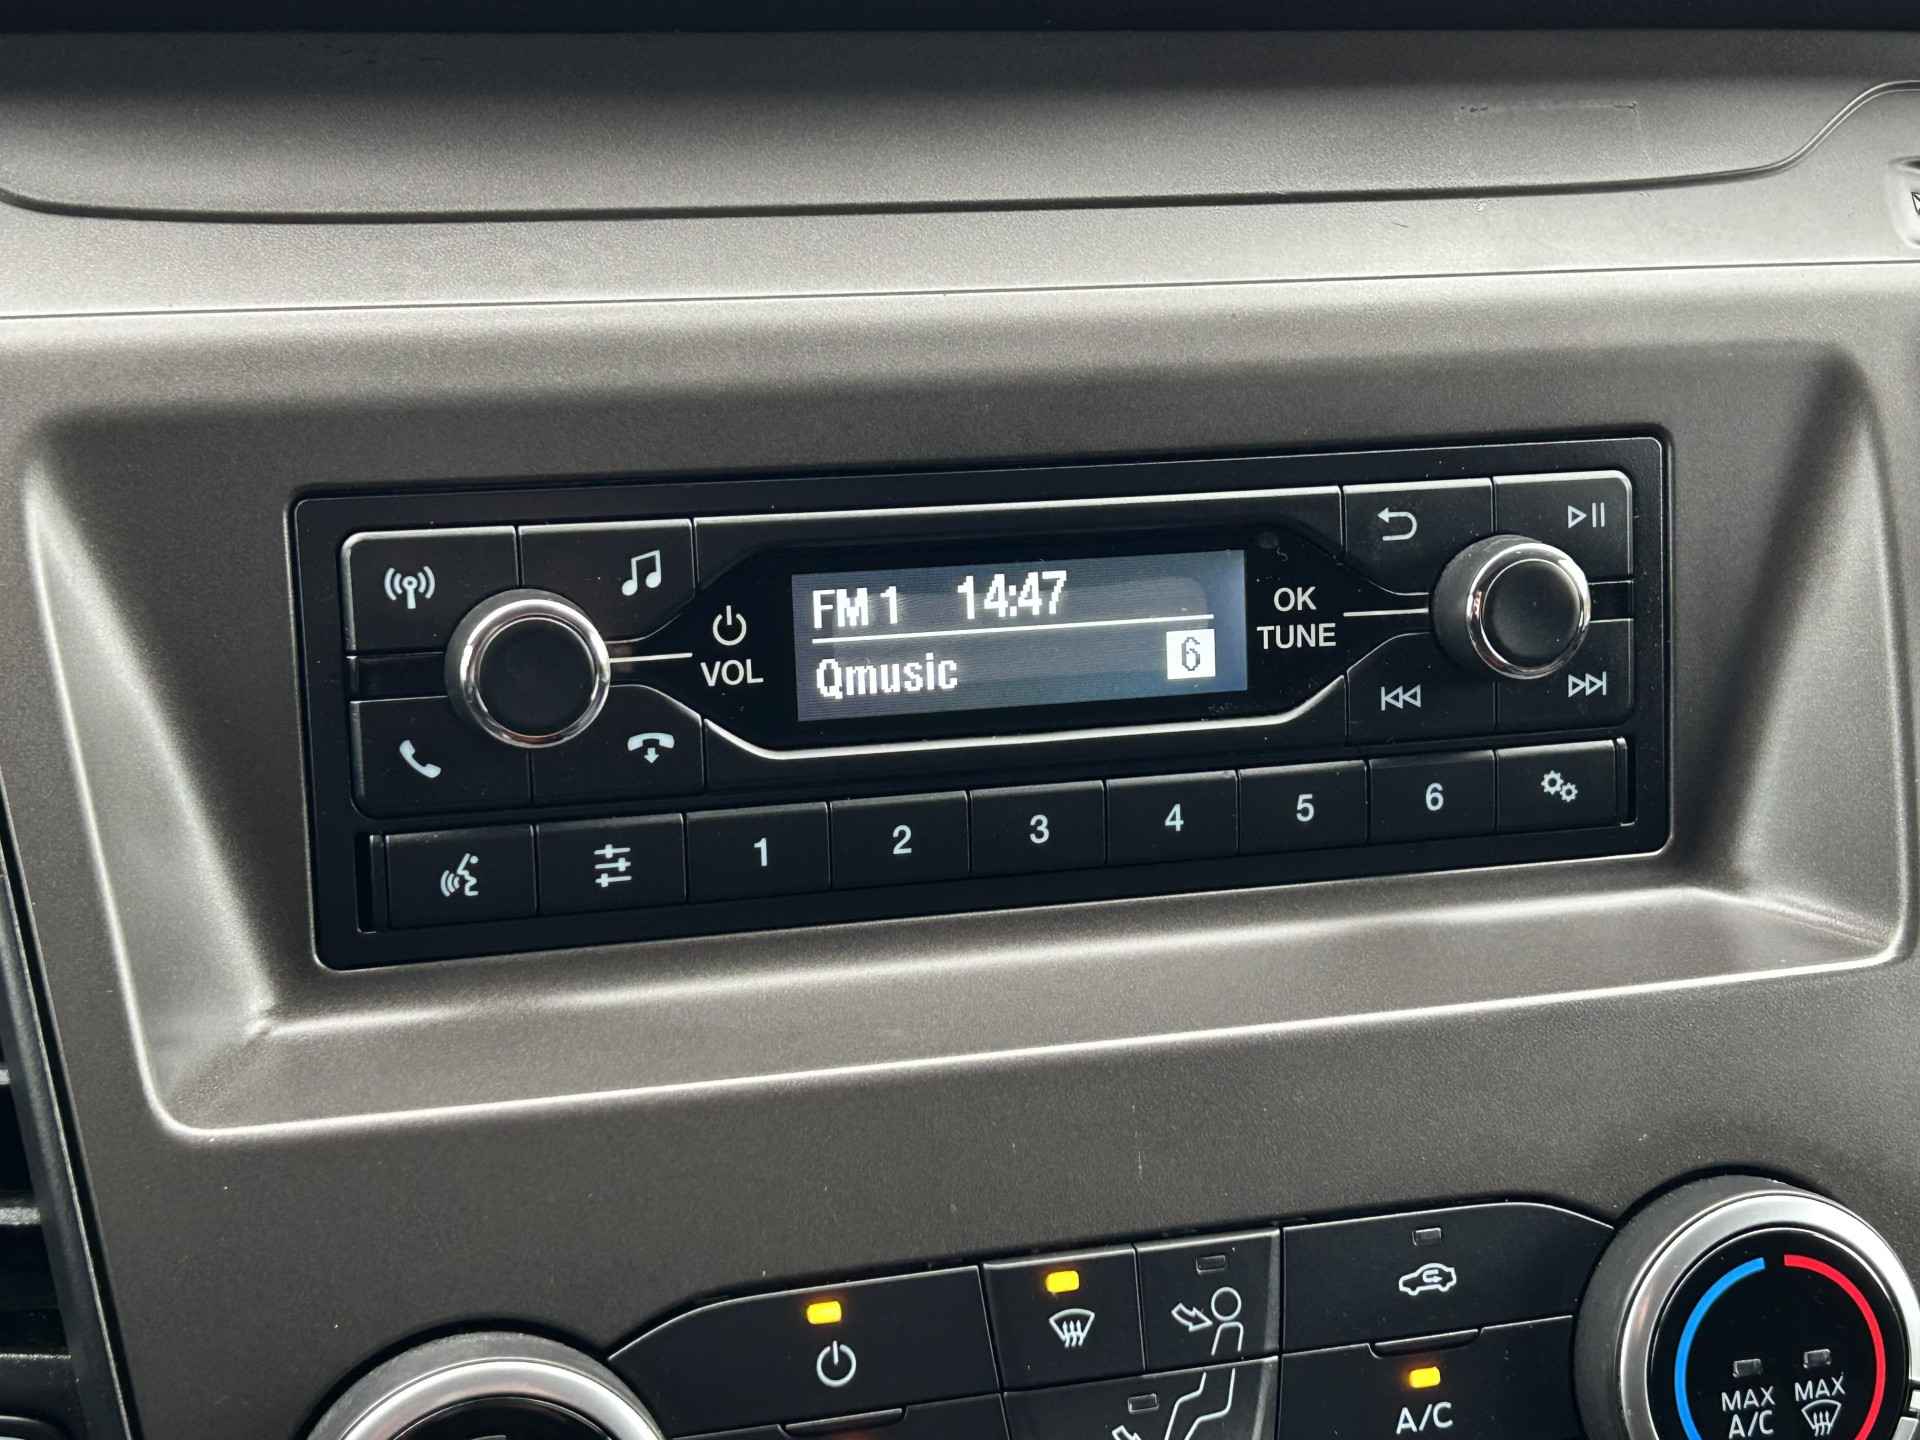 FM 1 14:47
Qmusic 6
VOL
OK
TUNE
1 2 3 4 5 6
A/C
MAX
A/C
MAX